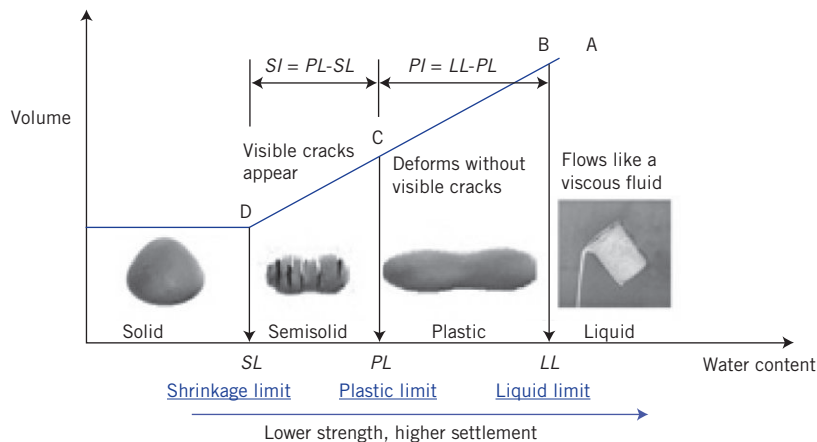 B A
SI = PL-SL
PI = LL-PL
Volume
C
Visible cracks
appear
Deforms without
visible cracks
Flows like a
viscous fluid
D
Solid
Semisolid
Plastic
Liquid
SL
PL
LL
Water content
Shrinkage limit
Plastic limit
Liquid limit
Lower strength, higher settlement